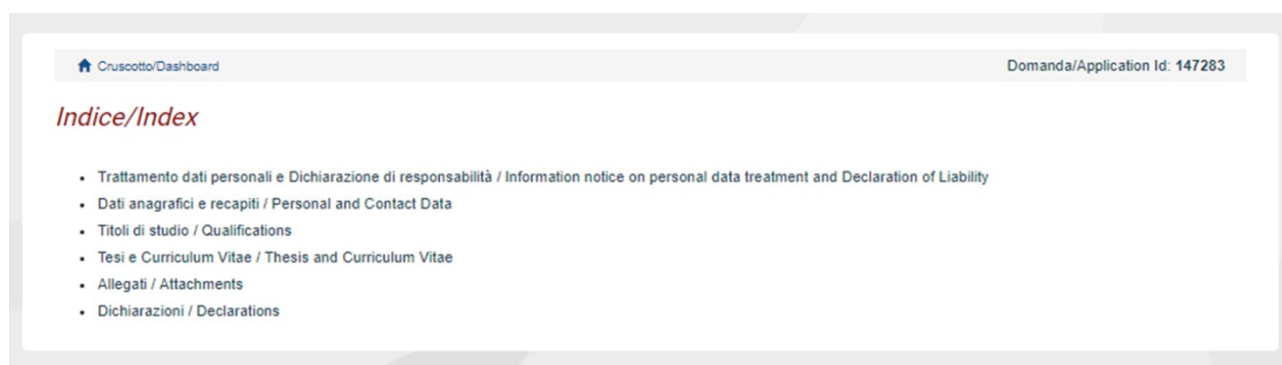 Cruscotto/Dashboard Domanda/Application Id: 147283
Indice/Index
Trattamento dati personali e Dichiarazione di responsabilità / Information notice on personal data treatment and Declaration of Liability
Dati anagrafici e recapiti / Personal and Contact Data
Titoli di studio / Qualifications
Tesi e Curriculum Vitae / Thesis and Curriculum Vitae
Allegati / Attachments
Dichiarazioni / Declarations